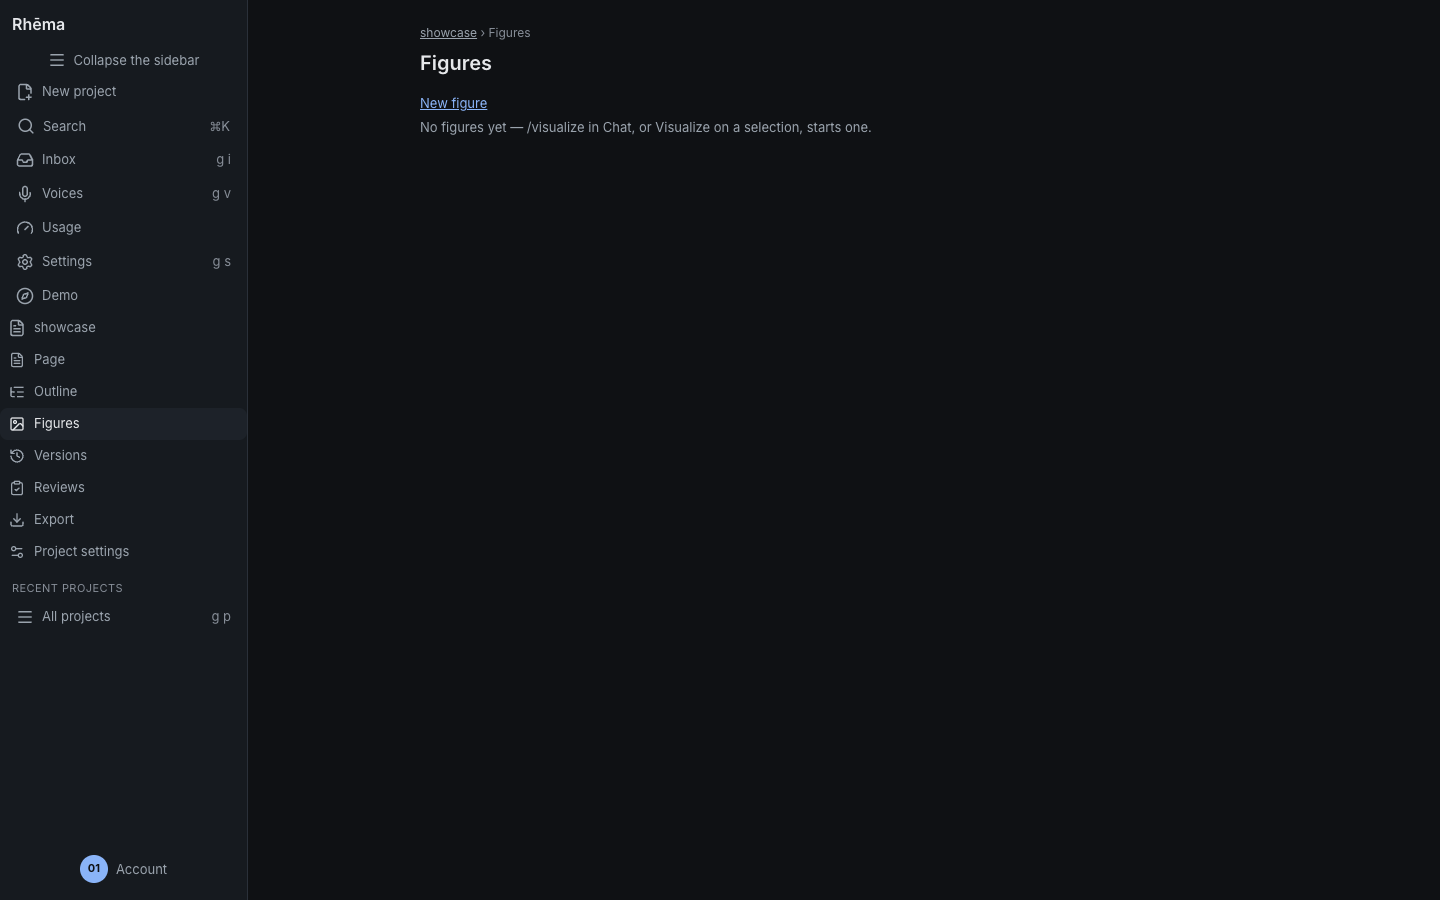 Rhēma
Collapse the sidebar
New project
Search ⌘K
Inbox g i
Voices g v
Usage
Settings g s
Demo
showcase
Page
Outline
Figures
Versions
Reviews
Export
Project settings
RECENT PROJECTS
All projects g p
01 Account
showcase › Figures
Figures
New figure
No figures yet — /visualize in Chat, or Visualize on a selection, starts one.